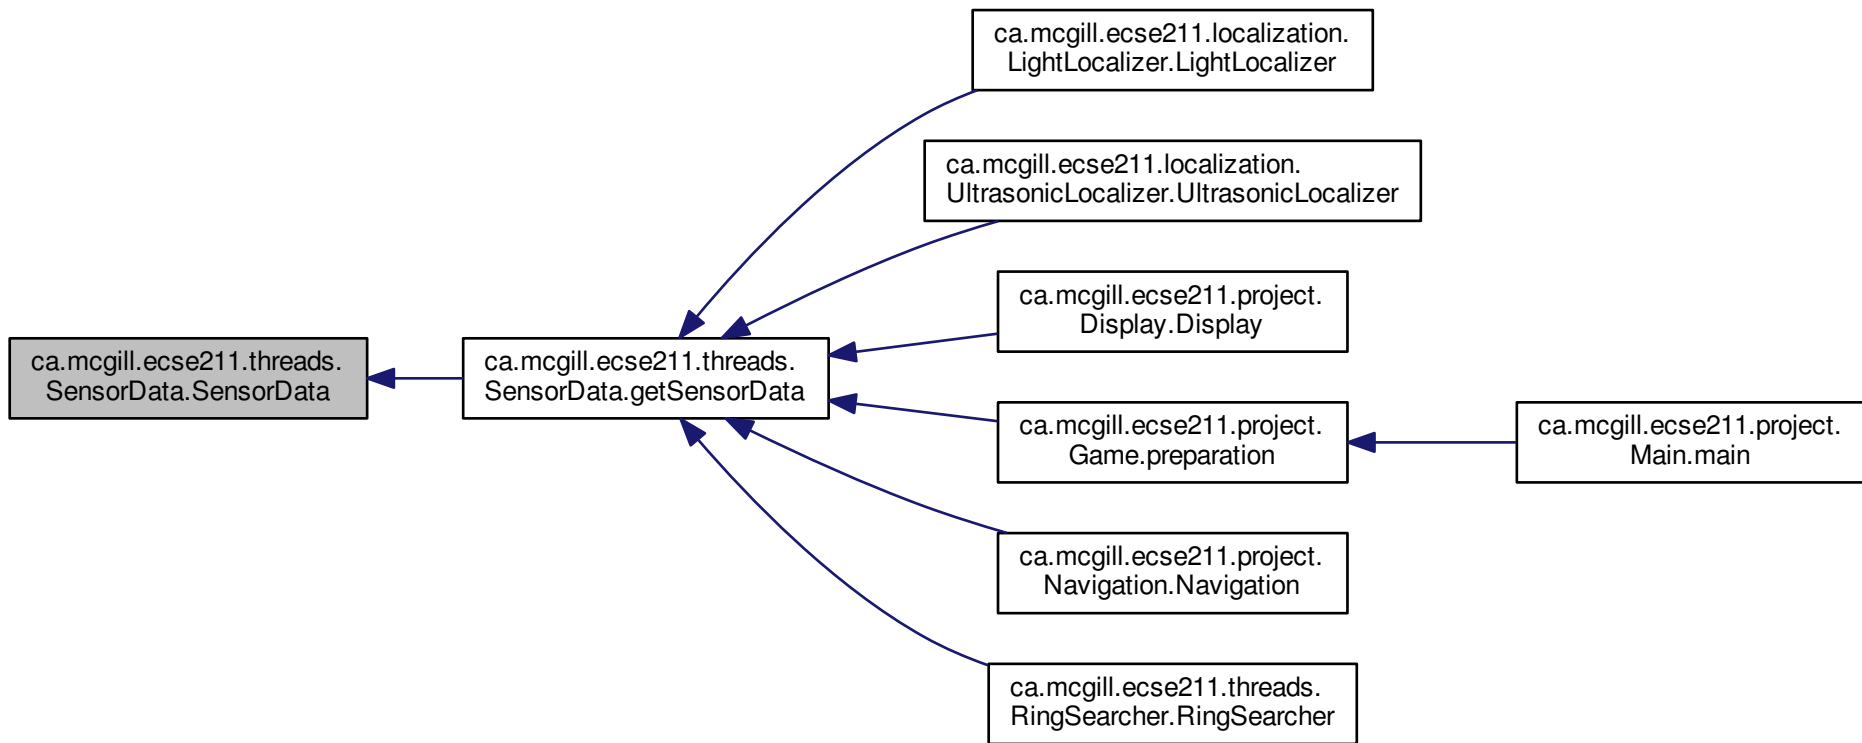 ca.mcgill.ecse211.threads.
SensorData.SensorData
ca.mcgill.ecse211.threads.
SensorData.getSensorData
ca.mcgill.ecse211.localization.
LightLocalizer.LightLocalizer
ca.mcgill.ecse211.localization.
UltrasonicLocalizer.UltrasonicLocalizer
ca.mcgill.ecse211.project.
Display.Display
ca.mcgill.ecse211.project.
Game.preparation
ca.mcgill.ecse211.project.
Main.main
ca.mcgill.ecse211.project.
Navigation.Navigation
ca.mcgill.ecse211.threads.
RingSearcher.RingSearcher